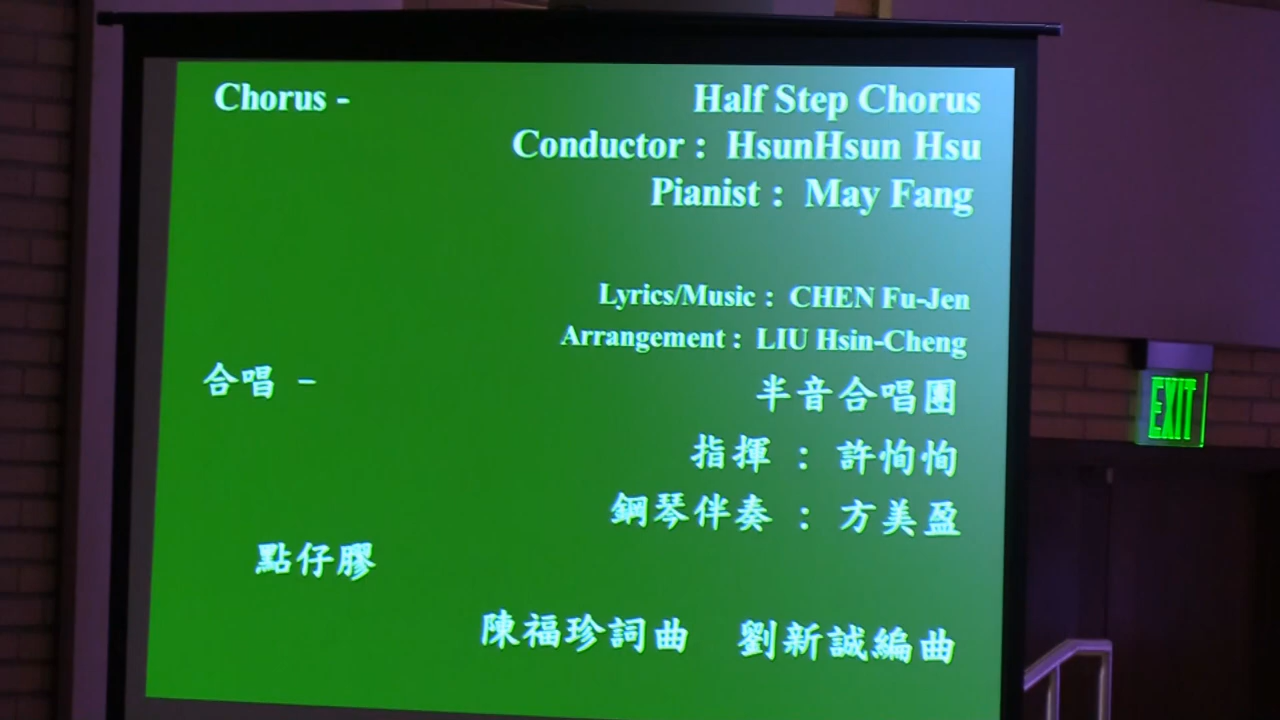 Chorus - Half Step Chorus
Conductor : HsunHsun Hsu
Pianist : May Fang
Lyrics/Music : CHEN Fu-Jen
Arrangement : LIU Hsin-Cheng
合唱 - 半音合唱團
指揮 : 許恂恂
鋼琴伴奏 : 方美盈
點仔膠
陳福珍詞曲 劉新誠編曲
EXIT